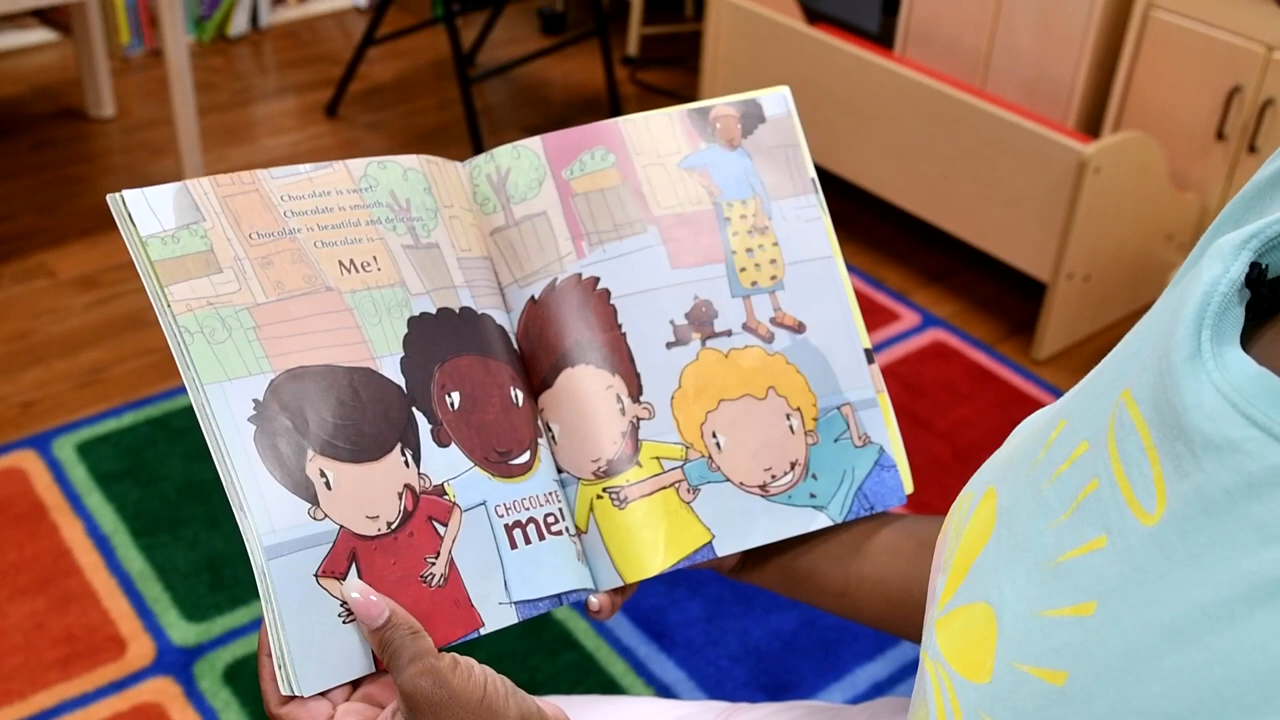 Chocolate is sweet.
Chocolate is smooth.
Chocolate is beautiful and delicious.
Chocolate is—
Me!
CHOCOLATE
me!